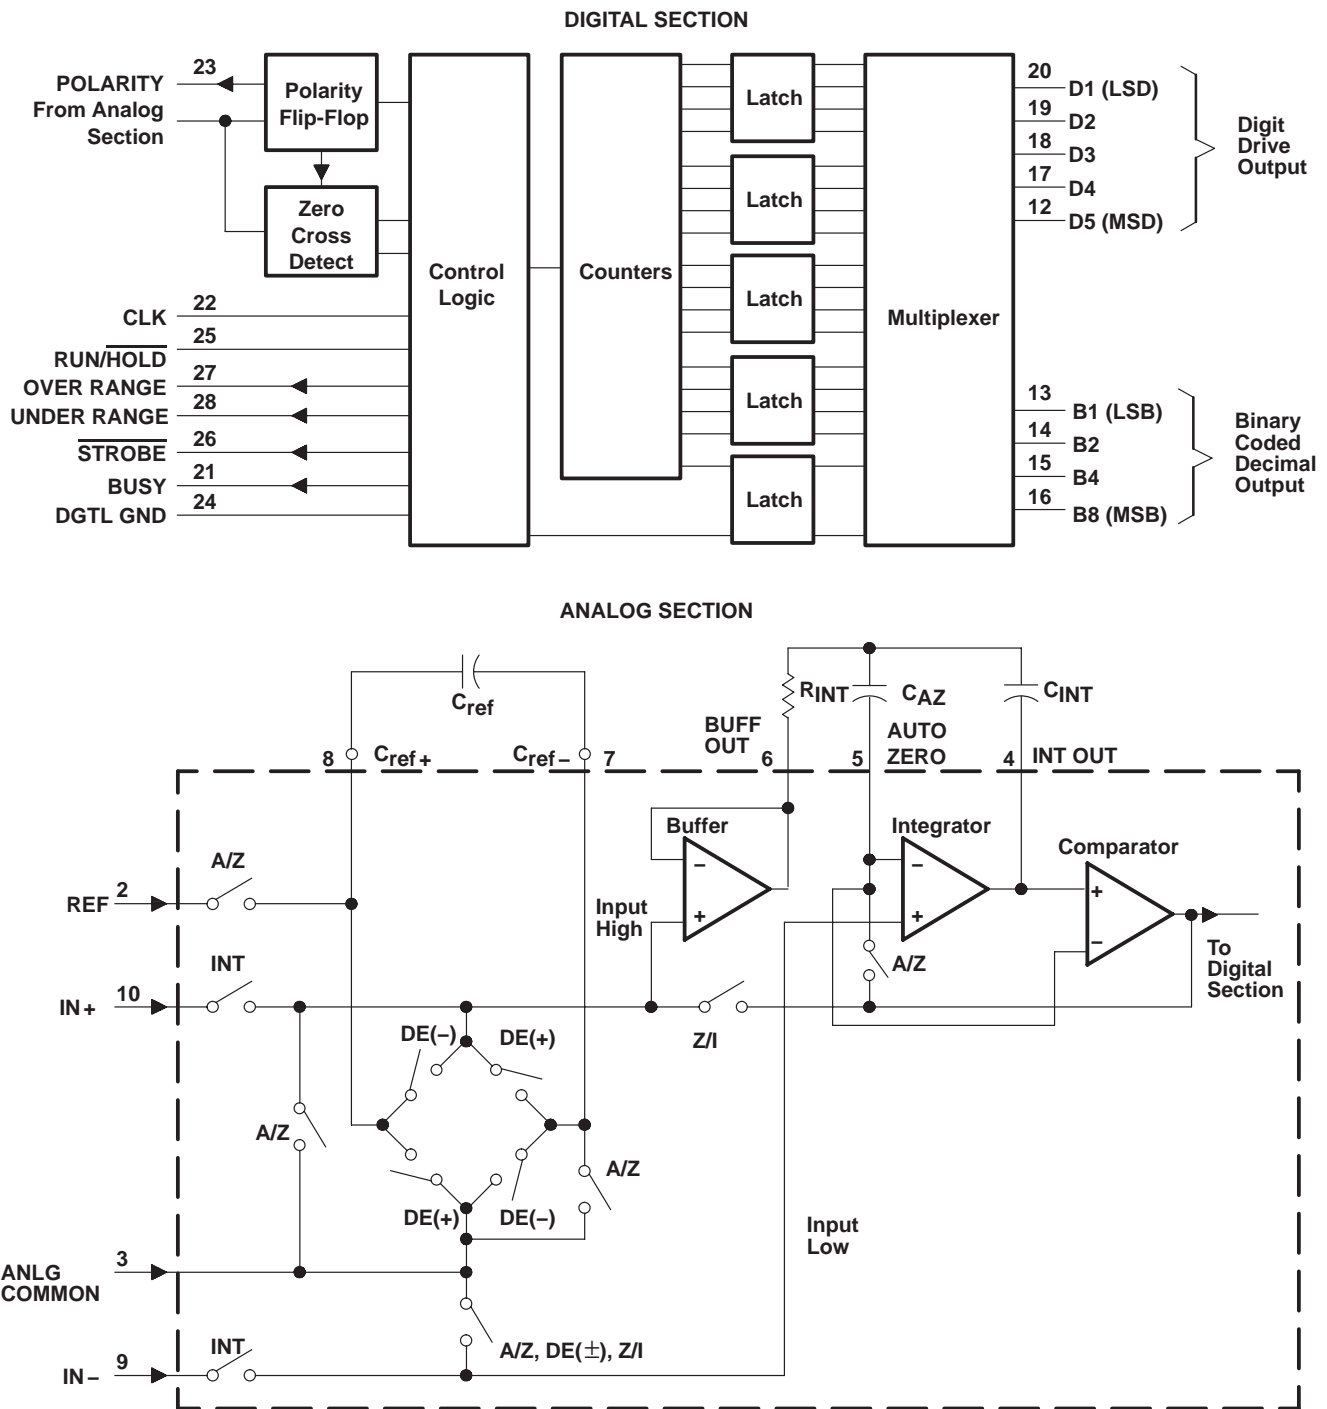 DIGITAL SECTION
23
POLARITY
From Analog
Section
Polarity
Flip-Flop
Zero
Cross
Detect
Control
Logic
Counters
Latch
Latch
Latch
Latch
Latch
Multiplexer
20
D1 (LSD)
19
D2
18
D3
17
D4
12
D5 (MSD)
Digit
Drive
Output
22
CLK
25
RUN/HOLD
27
OVER RANGE
28
UNDER RANGE
26
STROBE
21
BUSY
24
DGTL GND
13
B1 (LSB)
14
B2
15
B4
16
B8 (MSB)
Binary
Coded
Decimal
Output
ANALOG SECTION
Cref
RINT
CAZ
CINT
BUFF
OUT
AUTO
ZERO
8
Cref+
Cref–
7
6
5
4
INT OUT
Buffer
–
+
Integrator
–
+
Comparator
+
–
A/Z
REF
2
Input
High
INT
IN+
10
A/Z
To
Digital
Section
Z/I
DE(–)
DE(+)
A/Z
A/Z
DE(+)
DE(–)
Input
Low
3
ANLG
COMMON
A/Z, DE(±), Z/I
INT
9
IN–